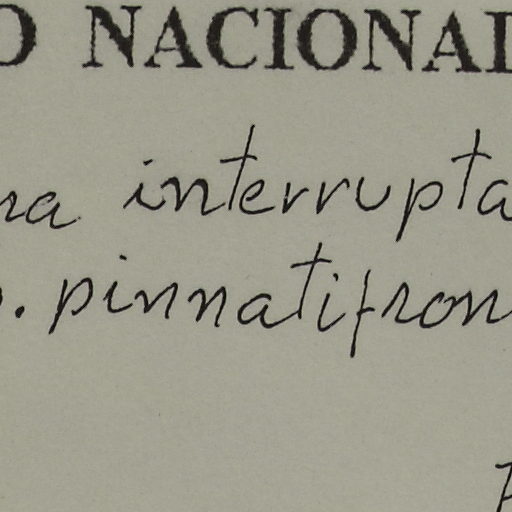 O NACIONAL
na interrupta
p. pinnatifron